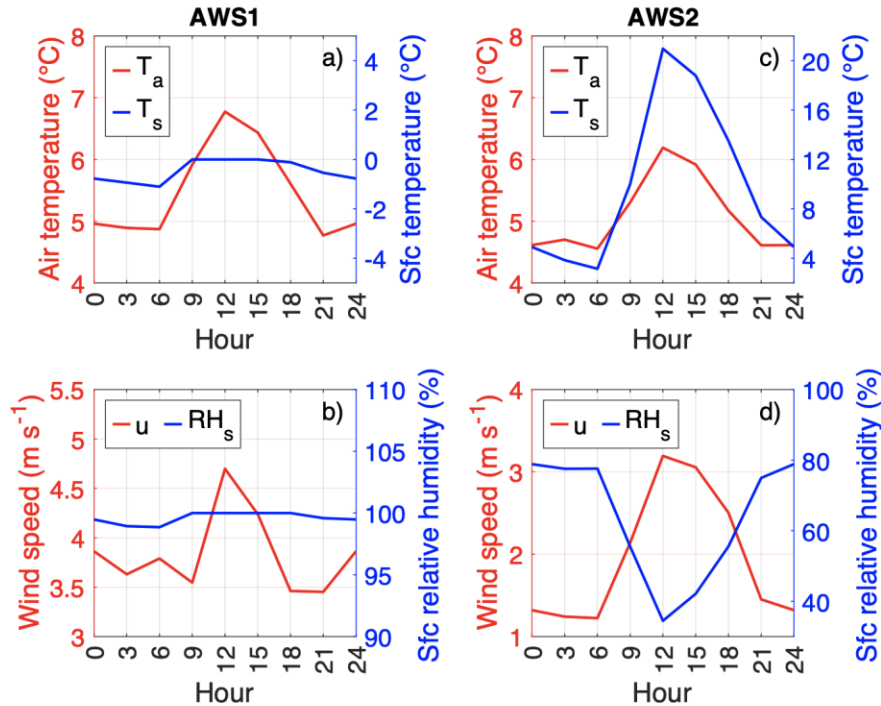 AWS1
AWS2
a)
T_a
T_s
Air temperature (°C)
8
7
6
5
4
Sfc temperature (°C)
4
2
0
-2
-4
0 3 6 9 12 15 18 21 24
Hour
c)
T_a
T_s
Air temperature (°C)
8
7
6
5
4
Sfc temperature (°C)
20
16
12
8
4
0 3 6 9 12 15 18 21 24
Hour
b)
u RH_s
Wind speed (m s⁻¹)
5.5
5
4.5
4
3.5
3
Sfc relative humidity (%)
110
105
100
95
90
0 3 6 9 12 15 18 21 24
Hour
d)
u RH_s
Wind speed (m s⁻¹)
4
3
2
1
Sfc relative humidity (%)
100
80
60
40
0 3 6 9 12 15 18 21 24
Hour